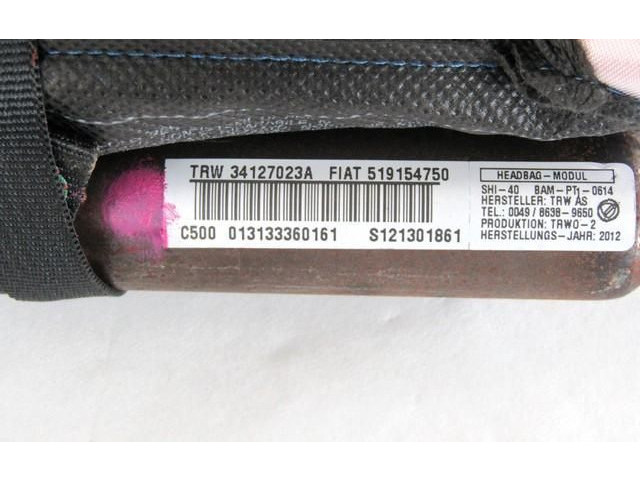 TRW 34127023A FIAT 519154750
C500 013133360161 S121301861
HEADBAG-MODUL
SHI-40 BAM-PT1-0614
HERSTELLER: TRW AS
TEL.: 0049/8638-9650
PRODUKTION: TRWO-2
HERSTELLUNGS-JAHR: 2012